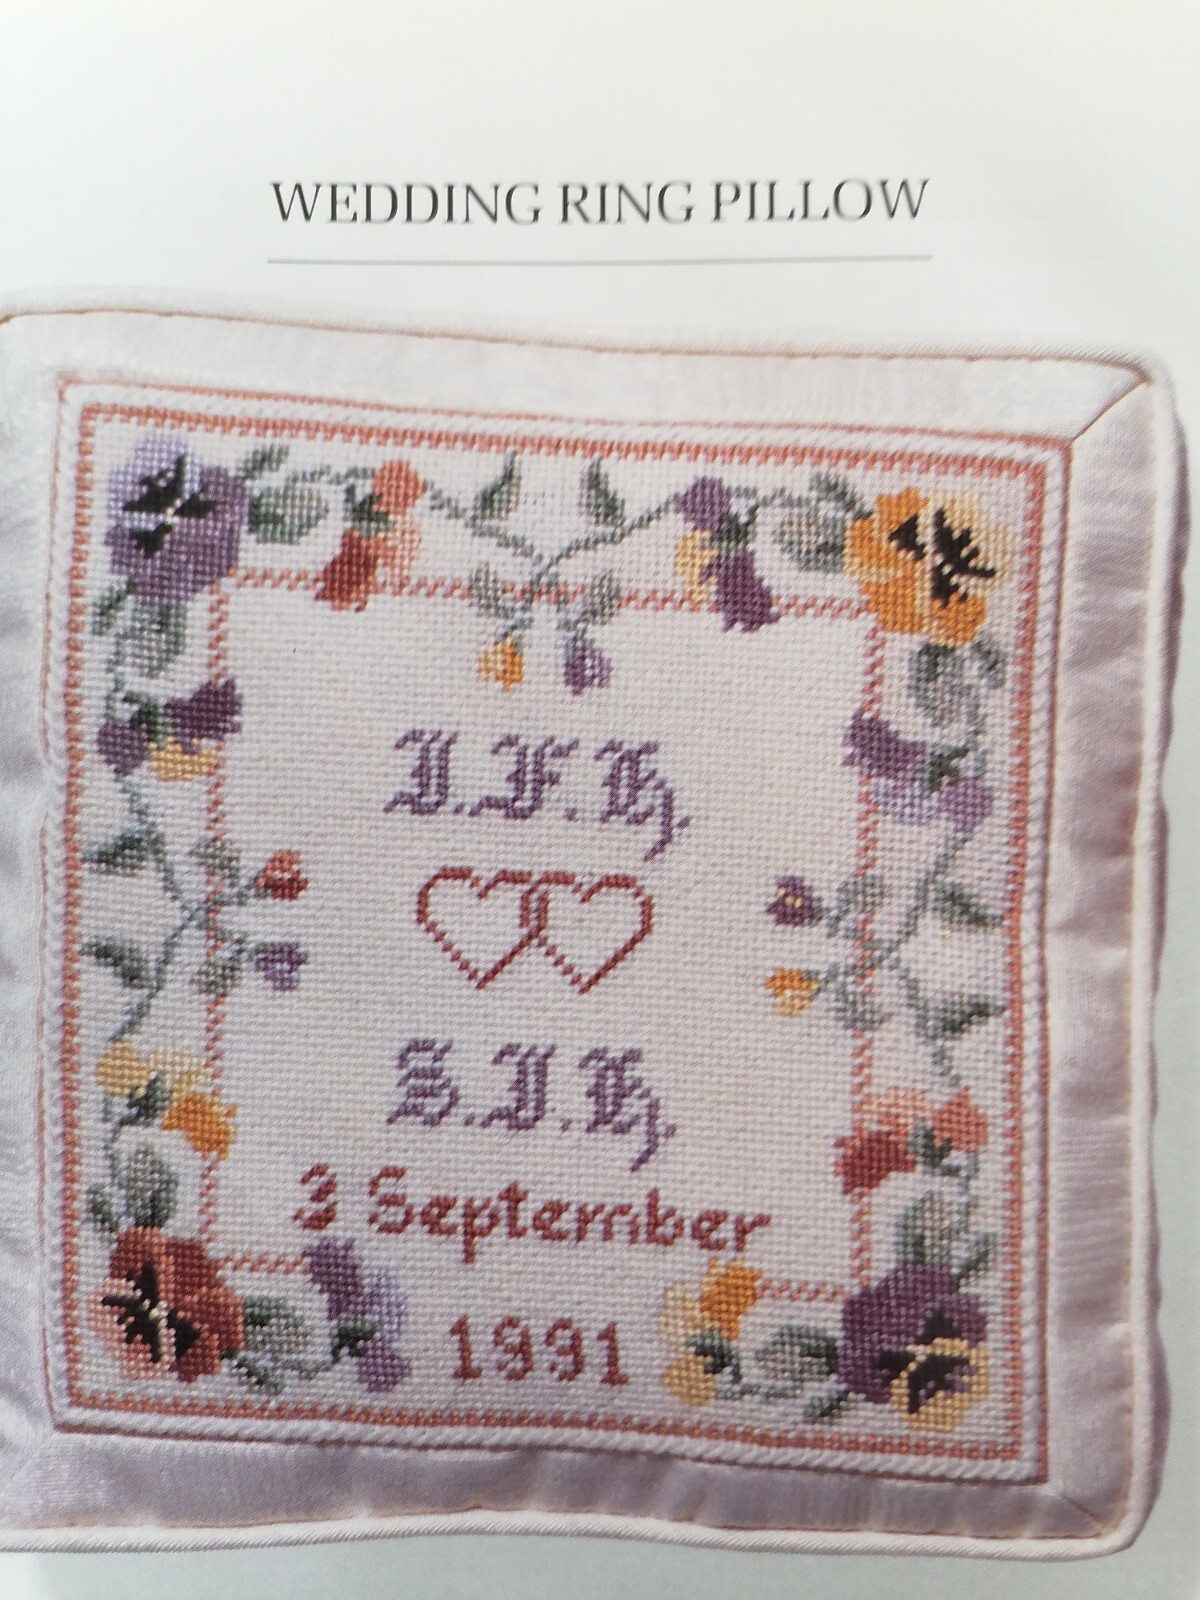 WEDDING RING PILLOW
I.F.H.
S.I.H.
3 September
1991